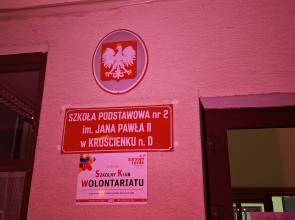 SZKOŁA PODSTAWOWA nr 2
im. JANA PAWŁA II
w KROŚCIENKU n. D
SZKOLNY KLUB
WOLONTARIATU